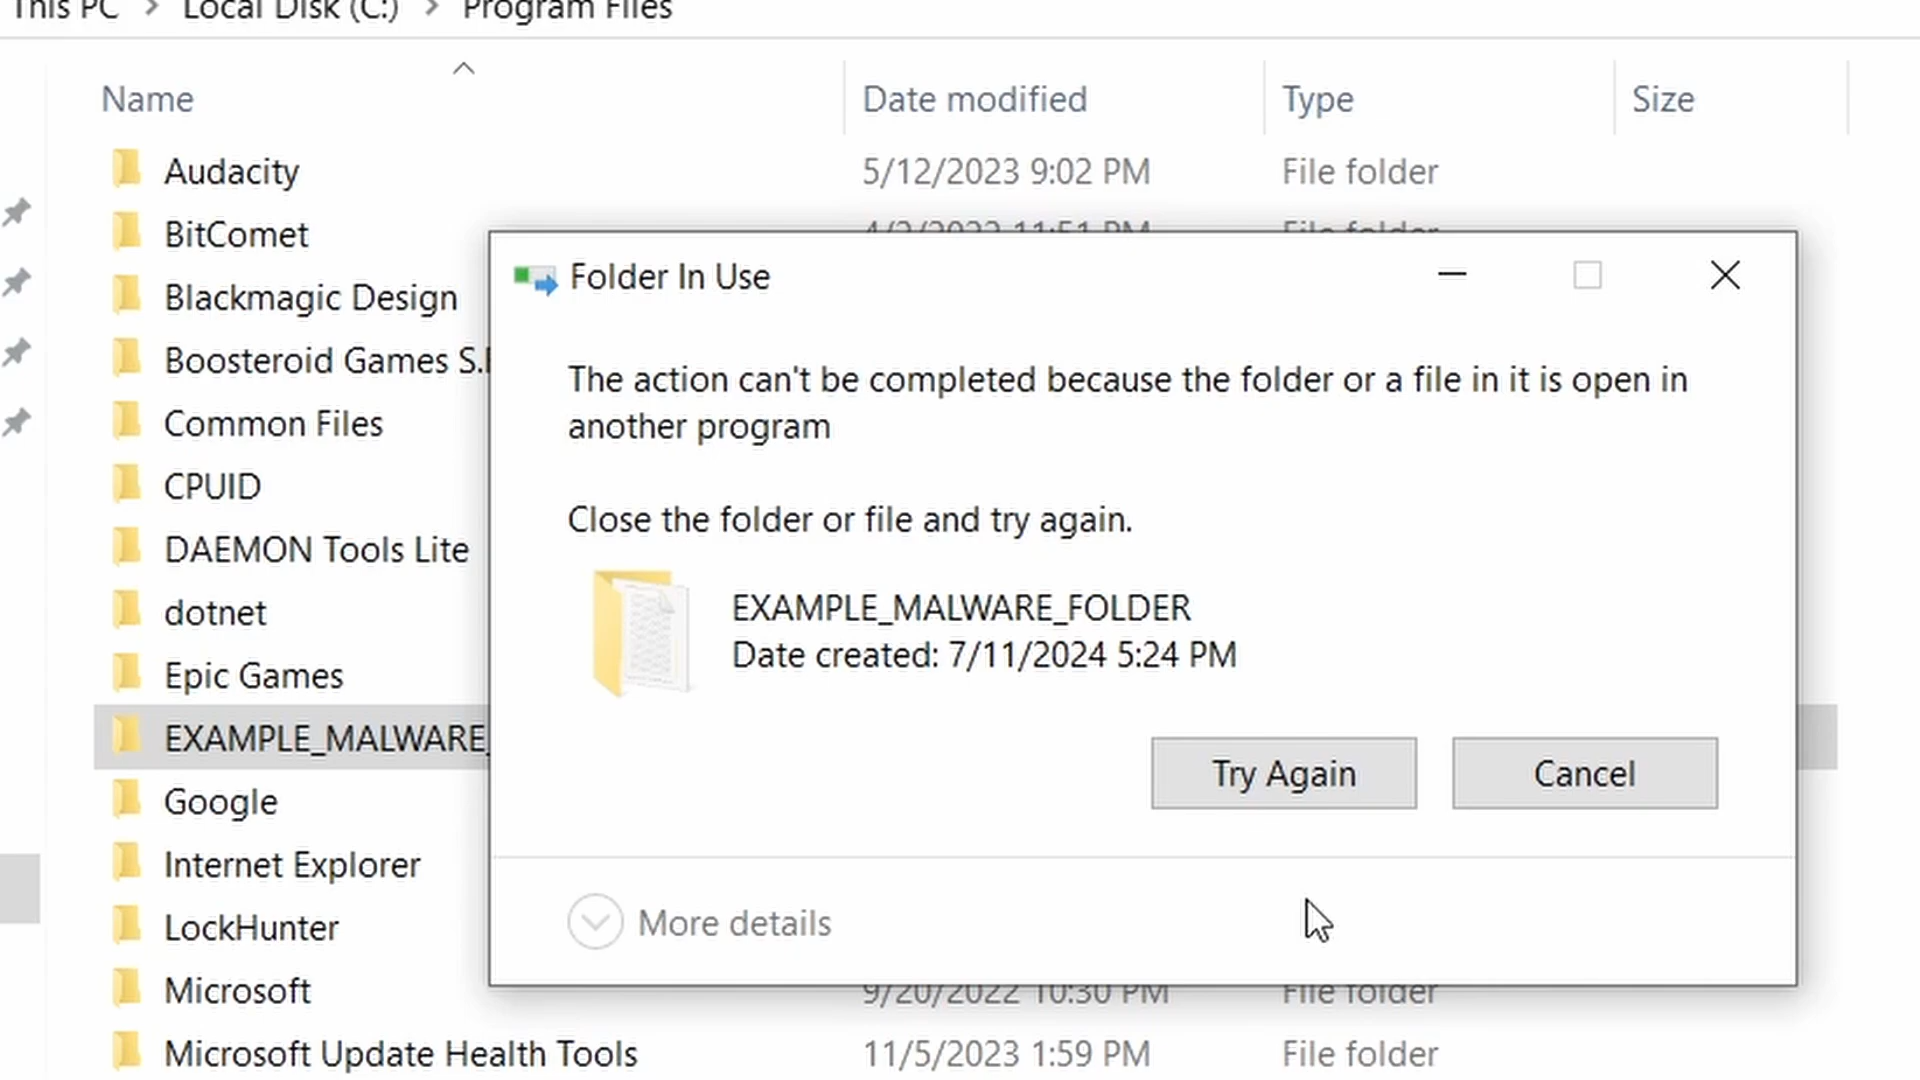 This PC > Local Disk (C:) > Program Files
Name Date modified Type Size
Audacity 5/12/2023 9:02 PM File folder
BitComet 11:51 PM File folder
Blackmagic Design
Boosteroid Games S.
Common Files
CPUID
DAEMON Tools Lite
dotnet
Epic Games
EXAMPLE_MALWARE_
Google
Internet Explorer
LockHunter
Microsoft 9/20/2022 10:30 PM File folder
Microsoft Update Health Tools 11/5/2023 1:59 PM File folder
Folder In Use
The action can't be completed because the folder or a file in it is open in
another program
Close the folder or file and try again.
EXAMPLE_MALWARE_FOLDER
Date created: 7/11/2024 5:24 PM
Try Again Cancel
More details